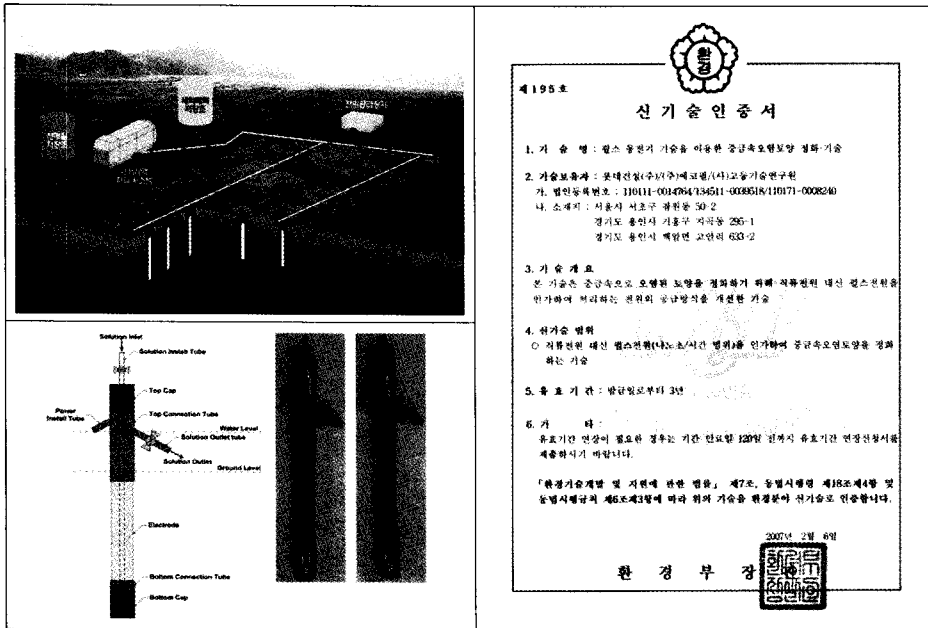 Solution Inlet
Solution Install Tube
Top Cap
Power
Install Tube
Top Connection Tube
Water Level
Solution Outlet tube
Solution Outlet
Ground Level
Electrode
Bottom Connection Tube
Bottom Cap
환경
제195호
신기술인증서
1. 기 술 명 : 펄스 동전기 기술을 이용한 중금속오염토양 정화 기술
2. 기술보유자 : 롯데건설(주)/(주)에코필/(사)고등기술연구원
가. 법인등록번호 : 110111-0014764/134511-0039518/110171-0008240
나. 소재지 : 서울시 서초구 잠원동 50-2
경기도 용인시 기흥구 지곡동 295-1
경기도 용인시 백암면 고안리 633-2
3. 기 술 개 요
본 기술은 중금속으로 오염된 토양을 정화하기 위해 직류전원 대신 펄스전원을
인가하여 처리하는 전원의 공급방식을 개선한 기술
4. 신기술 범위
○ 직류전원 대신 펄스전원 인가하여 중금속오염토양을 정화
하는 기술
5. 유 효 기 간 : 발급일로부터 3년
6. 기 타 :
유효기간 연장이 필요한 경우는 기간 만료일 120일 전까지 유효기간 연장신청서를
제출하시기 바랍니다.
「환경기술개발 및 지원에 관한 법률」 제7조, 동법시행령 제18조제4항 및
동법시행규칙 제6조제3항에 따라 위의 기술을 환경분야 신기술로 인증합니다.
2007년 2월 6일
환 경 부 장 관